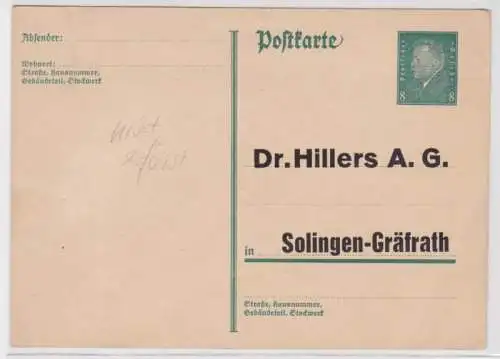 Absender:
Wohnort:
Straße, Hausnummer,
Gebäudeteil, Stockwerk
Postkarte
Deutsches Reich
8 8
Dr. Hillers A. G.
in Solingen-Gräfrath
Straße, Hausnummer,
Gebäudeteil, Stockwerk